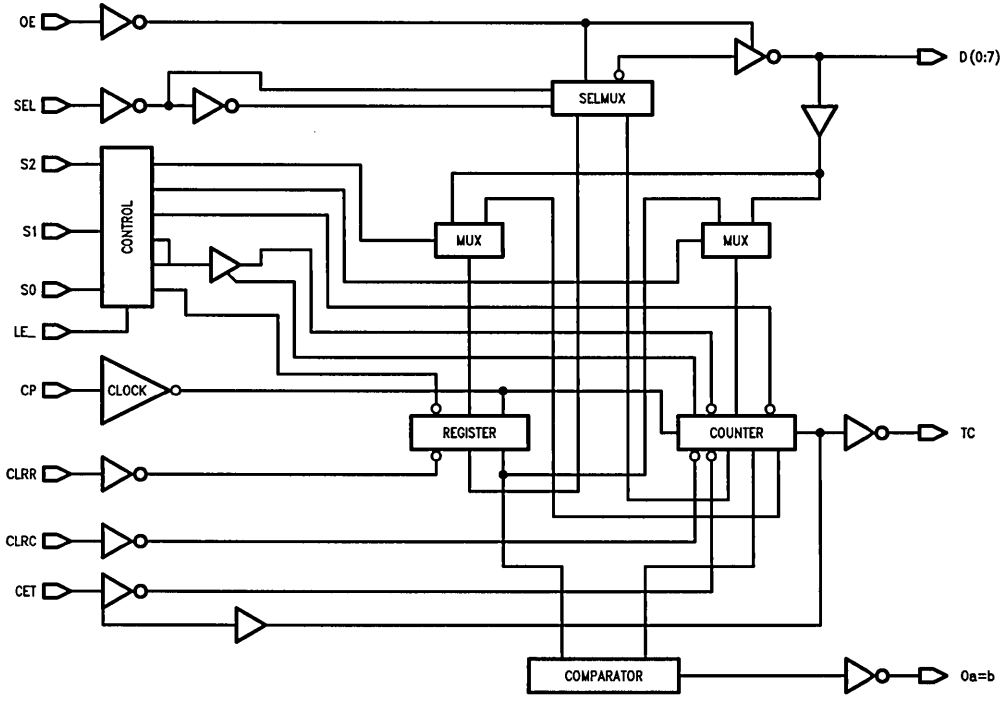 OE
D(0:7)
SEL
SELMUX
S2
S1
CONTROL
MUX
MUX
S0
LE_
CP
CLOCK
REGISTER
COUNTER
TC
CLRR
CLRC
CET
COMPARATOR
Oa=b